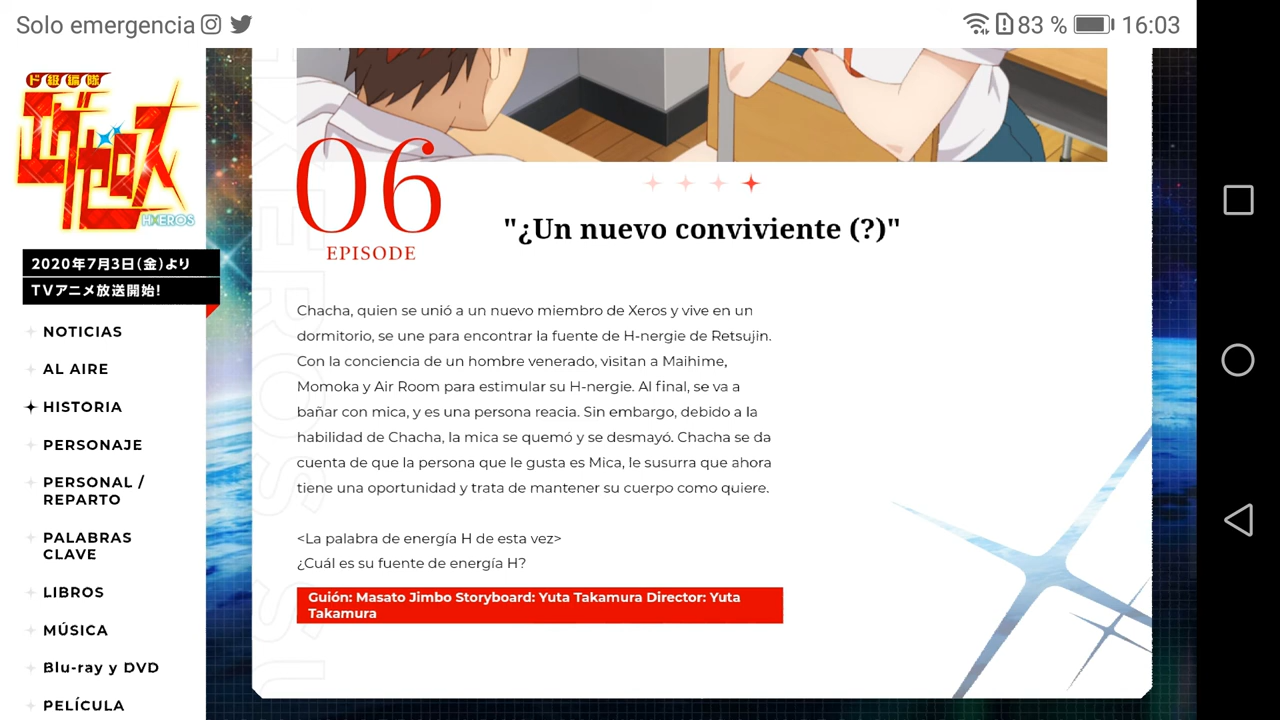 Solo emergencia
83 %
16:03
ド級編隊
エグゼロス
HXEROS
2020年7月3日(金)より
TVアニメ放送開始!
NOTICIAS
AL AIRE
HISTORIA
PERSONAJE
PERSONAL /
REPARTO
PALABRAS
CLAVE
LIBROS
MÚSICA
Blu-ray y DVD
PELÍCULA
06
EPISODE
"¿Un nuevo conviviente (?)"
Chacha, quien se unió a un nuevo miembro de Xeros y vive en un
dormitorio, se une para encontrar la fuente de H-nergie de Retsujin.
Con la conciencia de un hombre venerado, visitan a Maihime,
Momoka y Air Room para estimular su H-nergie. Al final, se va a
bañar con mica, y es una persona reacia. Sin embargo, debido a la
habilidad de Chacha, la mica se quemó y se desmayó. Chacha se da
cuenta de que la persona que le gusta es Mica, le susurra que ahora
tiene una oportunidad y trata de mantener su cuerpo como quiere.
<La palabra de energía H de esta vez>
¿Cuál es su fuente de energía H?
Guión: Masato Jimbo Storyboard: Yuta Takamura Director: Yuta
Takamura